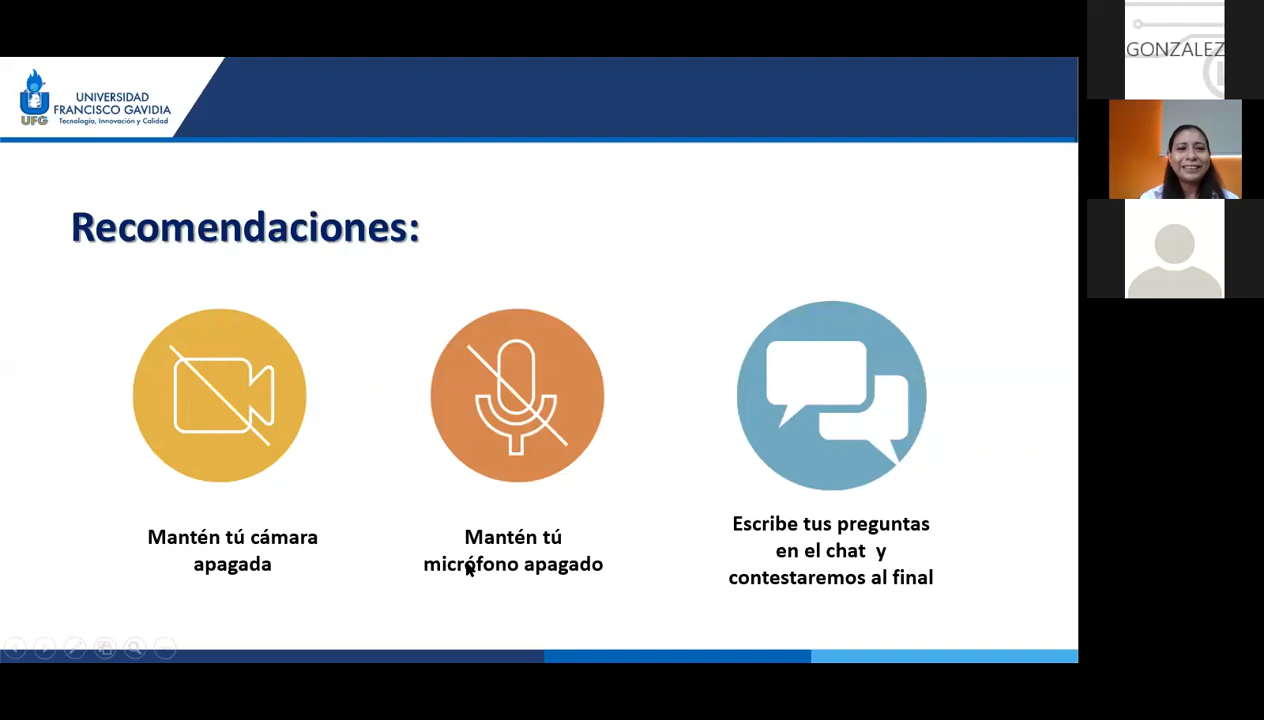 UNIVERSIDAD
FRANCISCO GAVIDIA
Tecnología, Innovación y Calidad
UFG
GONZALEZ
Recomendaciones:
Mantén tú cámara
apagada
Mantén tú
micrófono apagado
Escribe tus preguntas
en el chat y
contestaremos al final